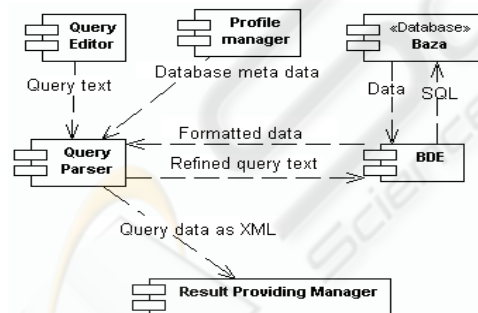 Query
Editor
Profile
manager
«Database»
Baza
Query text
Database meta data
Data
SQL
Formatted data
Query
Parser
Refined query text
BDE
Query data as XML
Result Providing Manager